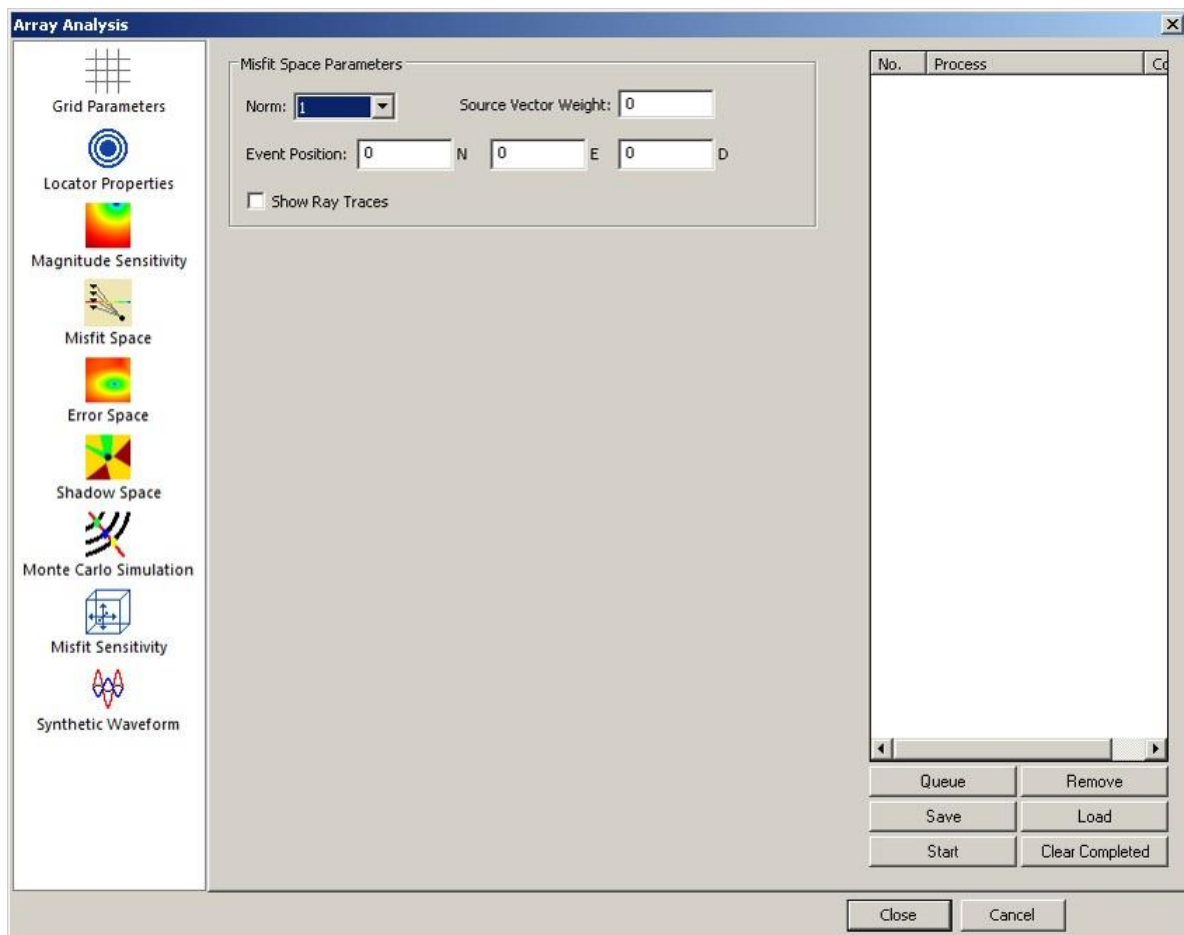 Array Analysis
Grid Parameters
Locator Properties
Magnitude Sensitivity
Misfit Space
Error Space
Shadow Space
Monte Carlo Simulation
Misfit Sensitivity
Synthetic Waveform
Misfit Space Parameters
Norm: 1 Source Vector Weight: 0
Event Position: 0 N 0 E 0 D
Show Ray Traces
No. Process Co
Queue Remove
Save Load
Start Clear Completed
Close Cancel